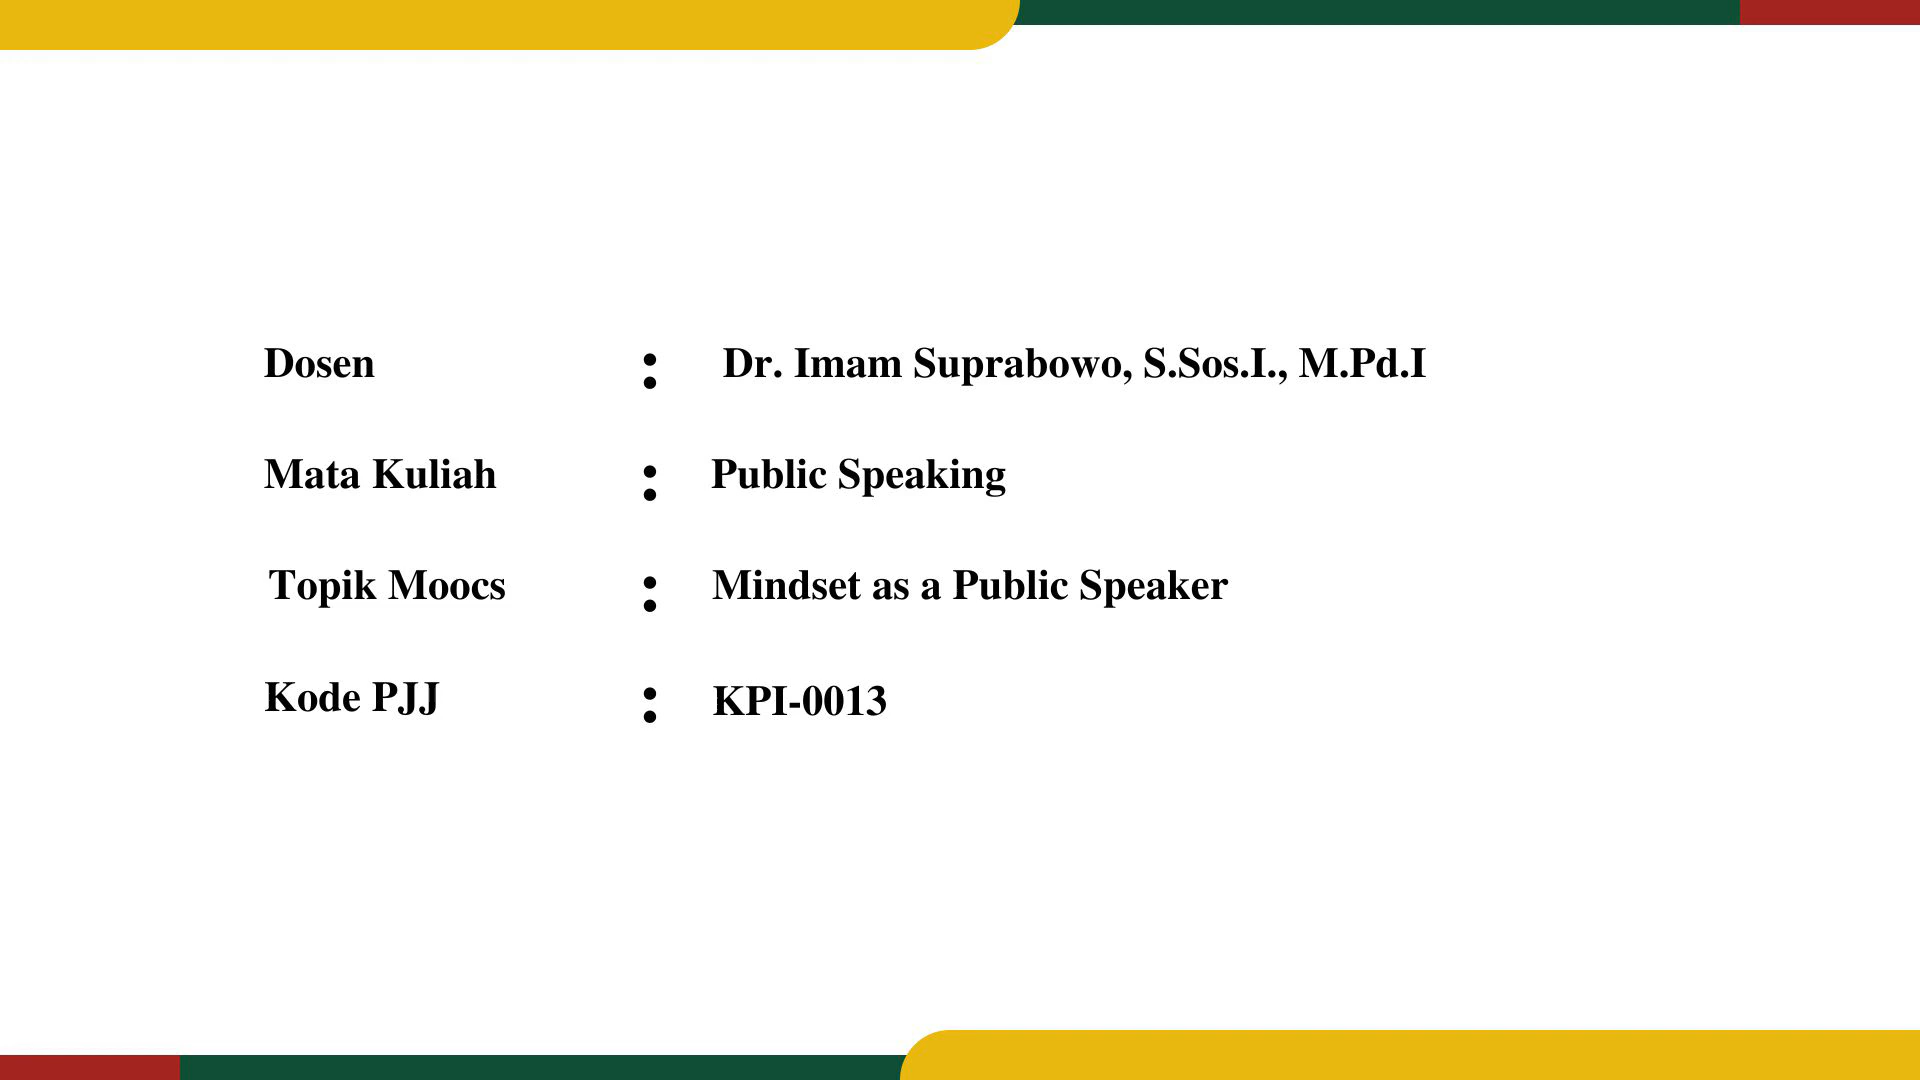 Dosen : Dr. Imam Suprabowo, S.Sos.I., M.Pd.I
Mata Kuliah : Public Speaking
Topik Moocs : Mindset as a Public Speaker
Kode PJJ : KPI-0013